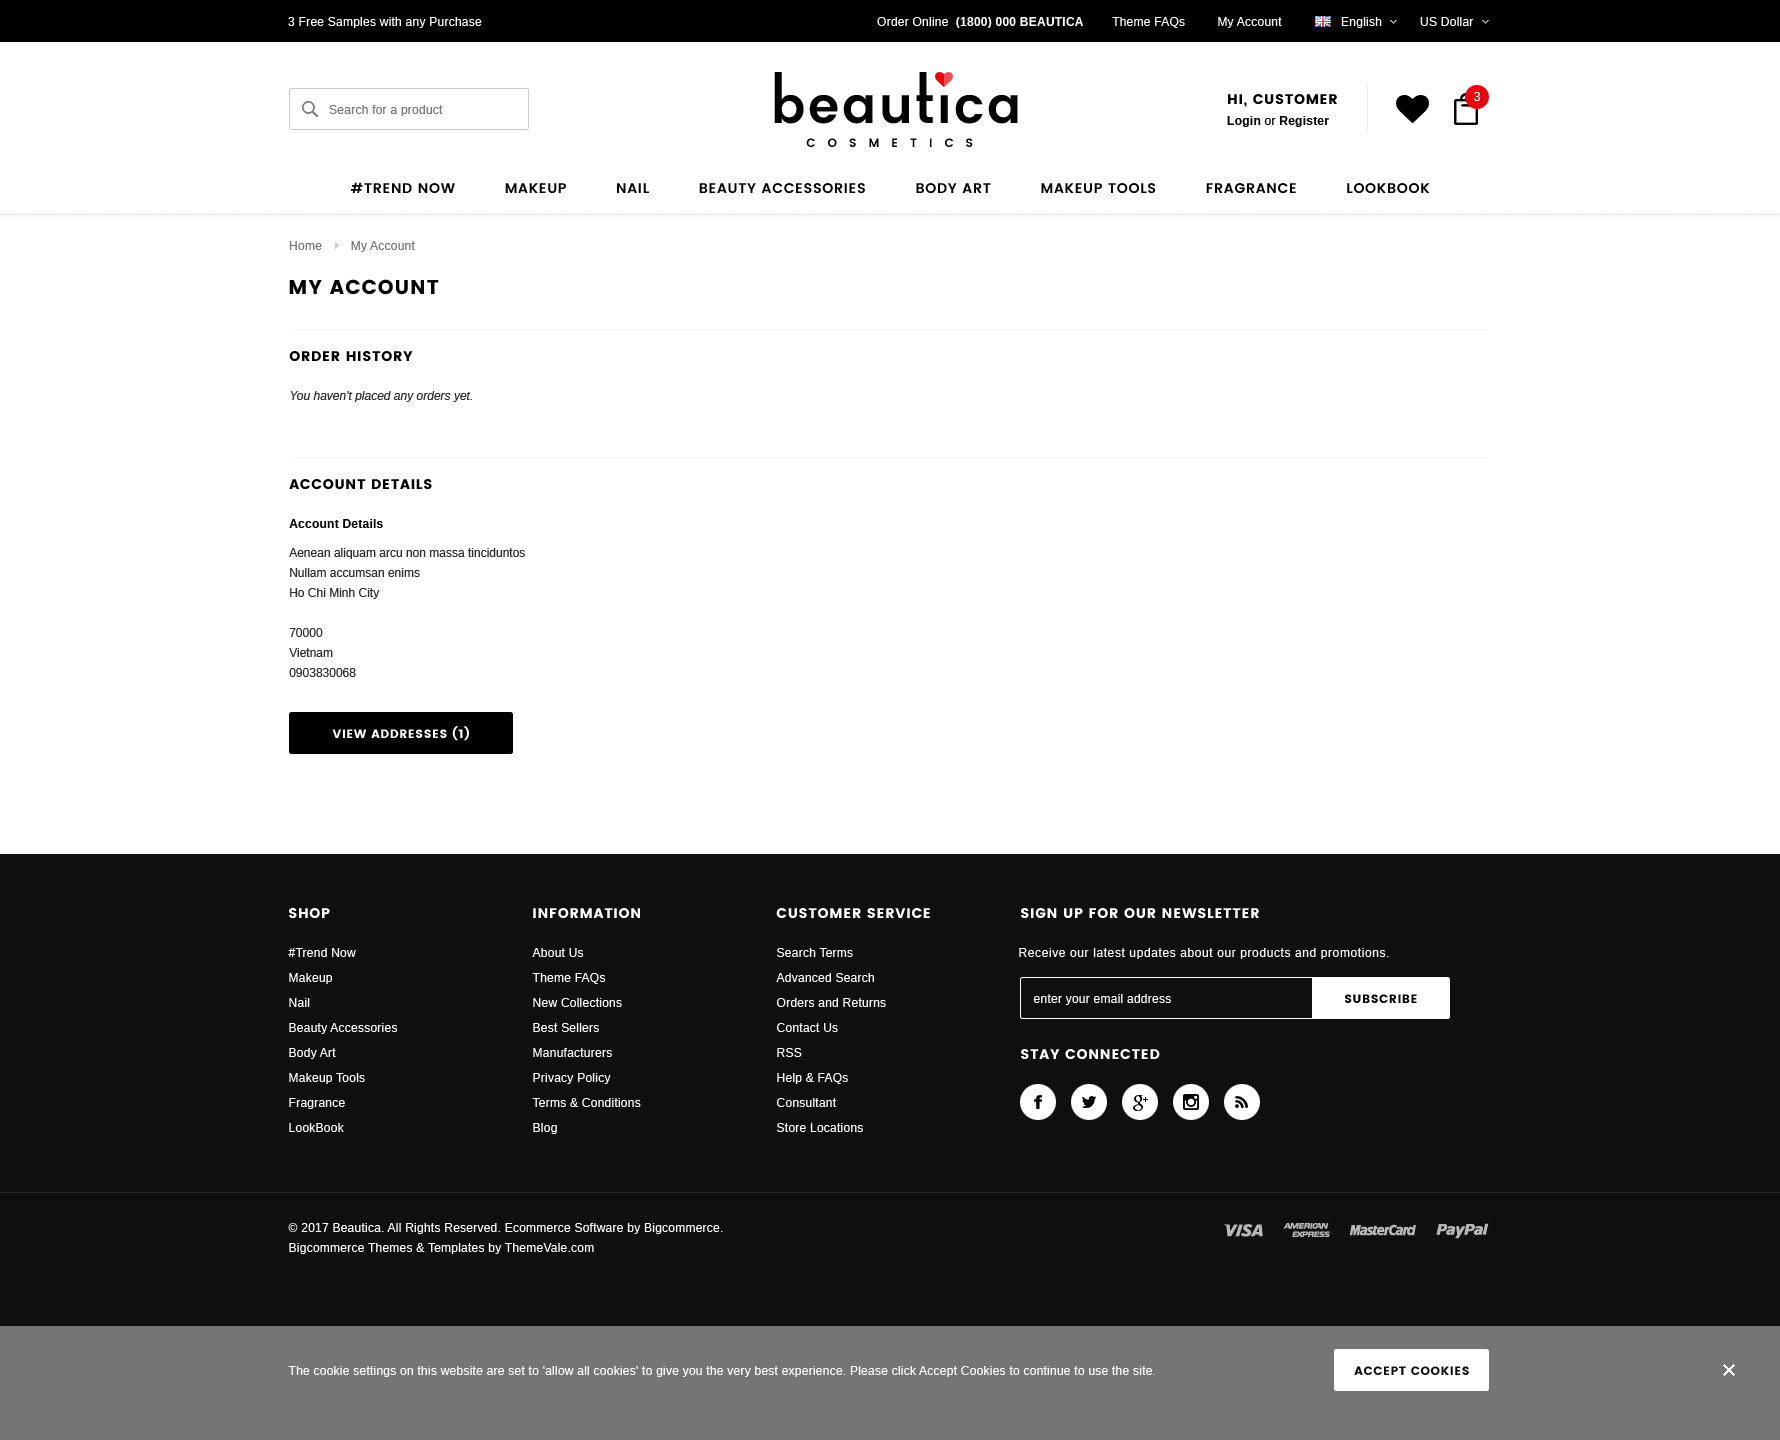 3 Free Samples with any Purchase
Order Online (1800) 000 BEAUTICA
Theme FAQs
My Account
English
US Dollar
Search for a product
beautica
COSMETICS
HI, CUSTOMER
Login or Register
3
#TREND NOW
MAKEUP
NAIL
BEAUTY ACCESSORIES
BODY ART
MAKEUP TOOLS
FRAGRANCE
LOOKBOOK
Home
My Account
MY ACCOUNT
ORDER HISTORY
You haven't placed any orders yet.
ACCOUNT DETAILS
Account Details
Aenean aliquam arcu non massa tinciduntos
Nullam accumsan enims
Ho Chi Minh City
70000
Vietnam
0903830068
VIEW ADDRESSES (1)
SHOP
#Trend Now
Makeup
Nail
Beauty Accessories
Body Art
Makeup Tools
Fragrance
LookBook
INFORMATION
About Us
Theme FAQs
New Collections
Best Sellers
Manufacturers
Privacy Policy
Terms & Conditions
Blog
CUSTOMER SERVICE
Search Terms
Advanced Search
Orders and Returns
Contact Us
RSS
Help & FAQs
Consultant
Store Locations
SIGN UP FOR OUR NEWSLETTER
Receive our latest updates about our products and promotions.
enter your email address
SUBSCRIBE
STAY CONNECTED
© 2017 Beautica. All Rights Reserved. Ecommerce Software by Bigcommerce.
Bigcommerce Themes & Templates by ThemeVale.com
VISA
AMERICAN
EXPRESS
MasterCard
PayPal
The cookie settings on this website are set to 'allow all cookies' to give you the very best experience. Please click Accept Cookies to continue to use the site.
ACCEPT COOKIES